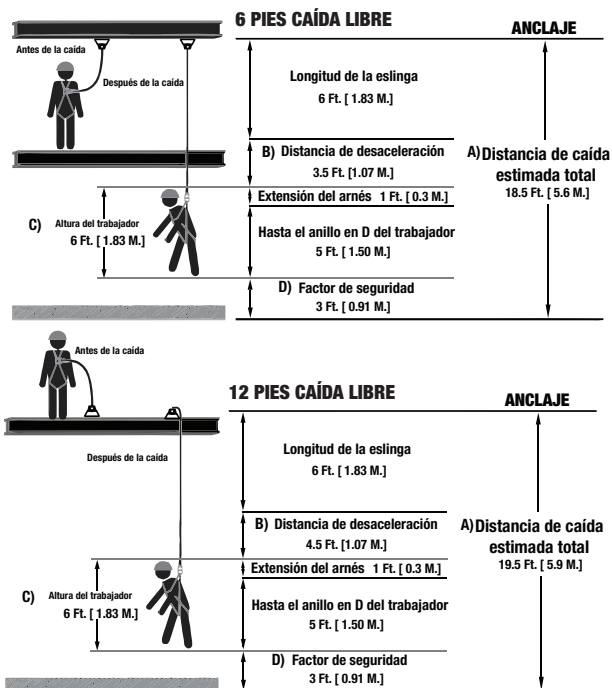 6 PIES CAÍDA LIBRE
ANCLAJE
Antes de la caída
Después de la caída
Longitud de la eslinga
6 Ft. [ 1.83 M.]
B) Distancia de desaceleración
3.5 Ft. [1.07 M.]
A)Distancia de caída
estimada total
18.5 Ft. [ 5.6 M.]
Extensión del arnés 1 Ft. [ 0.3 M.]
C) Altura del trabajador
6 Ft. [ 1.83 M.]
Hasta el anillo en D del trabajador
5 Ft. [ 1.50 M.]
D) Factor de seguridad
3 Ft. [ 0.91 M.]
Antes de la caída
12 PIES CAÍDA LIBRE
ANCLAJE
Después de la caída
Longitud de la eslinga
6 Ft. [ 1.83 M.]
B) Distancia de desaceleración
4.5 Ft. [1.07 M.]
A)Distancia de caída
estimada total
19.5 Ft. [ 5.9 M.]
Extensión del arnés 1 Ft. [ 0.3 M.]
C) Altura del trabajador
6 Ft. [ 1.83 M.]
Hasta el anillo en D del trabajador
5 Ft. [ 1.50 M.]
D) Factor de seguridad
3 Ft. [ 0.91 M.]